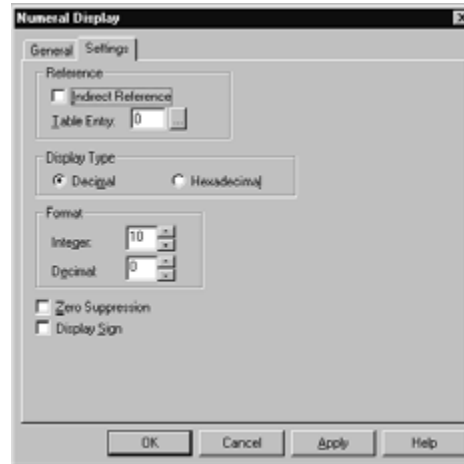 Numeral Display
General Settings
Reference
Indirect Reference
Table Entry: 0 ...
Display Type
Decimal Hexadecimal
Format
Integer: 10
Decimal: 0
Zero Suppression
Display Sign
OK Cancel Apply Help